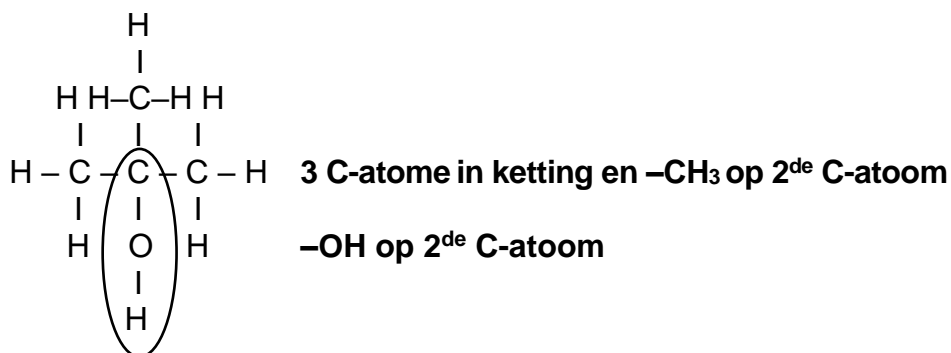 H
I
H H–C–H H
I I I
H – C – C – C – H 3 C-atome in ketting en –CH₃ op 2ᵈᵉ C-atoom
I I I
H O H –OH op 2ᵈᵉ C-atoom
I
H